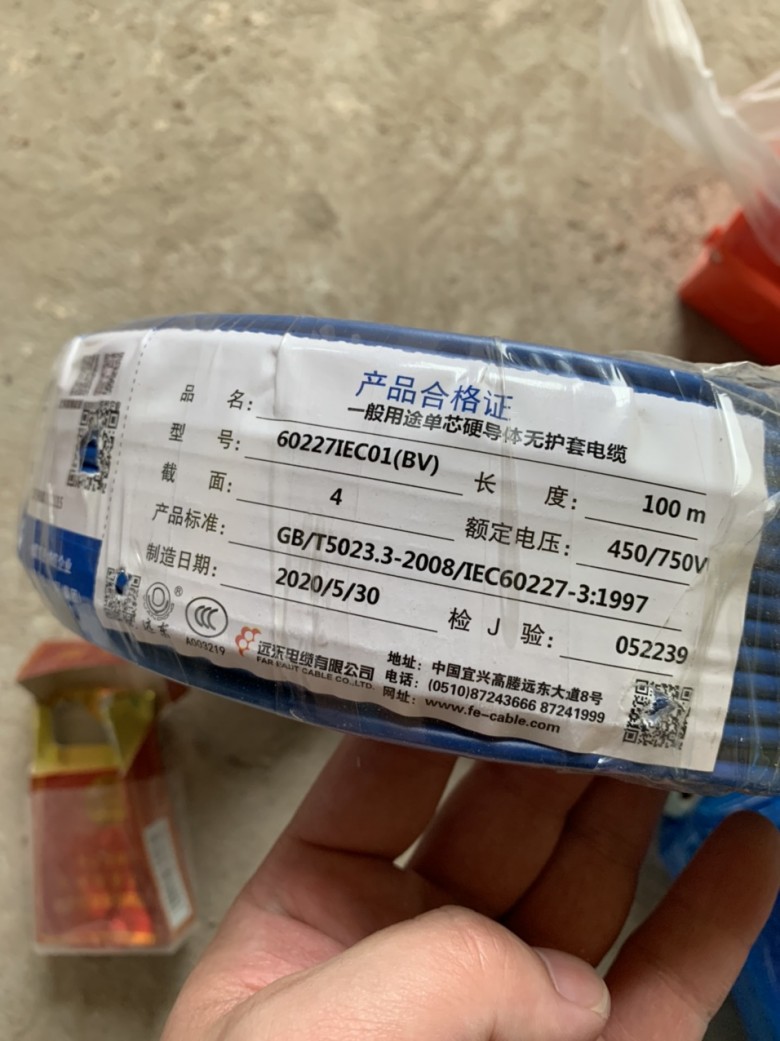 产品合格证
品 名: 一般用途单芯硬导体无护套电缆
型 号: 60227IEC01(BV) 长 度: 100 m
截 面: 4 额定电压: 450/750V
产品标准: GB/T5023.3-2008/IEC60227-3:1997
制造日期: 2020/5/30 检 J 验: 052239
远东 ® CCC A003219
远东电缆有限公司
FAR EAUT CABLE CO.,LTD.
地址: 中国宜兴高塍远东大道8号
电话: (0510)87243666 87241999
网址: www.fe-cable.com